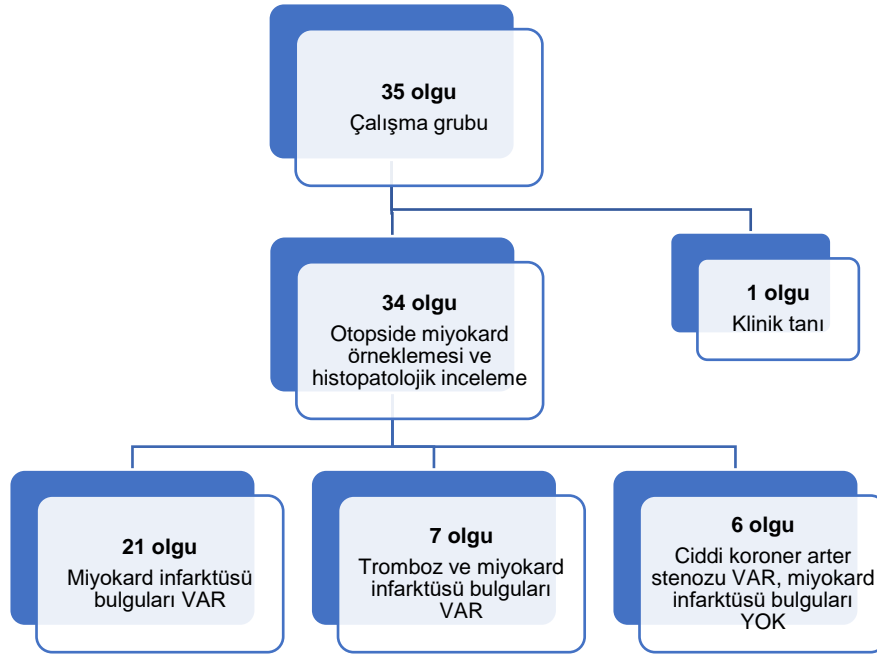 35 olgu
Çalışma grubu
34 olgu
Otopside miyokard
örneklemesi ve
histopatolojik inceleme
1 olgu
Klinik tanı
21 olgu
Miyokard infarktüsü
bulguları VAR
7 olgu
Tromboz ve miyokard
infarktüsü bulguları
VAR
6 olgu
Ciddi koroner arter
stenozu VAR, miyokard
infarktüsü bulguları
YOK